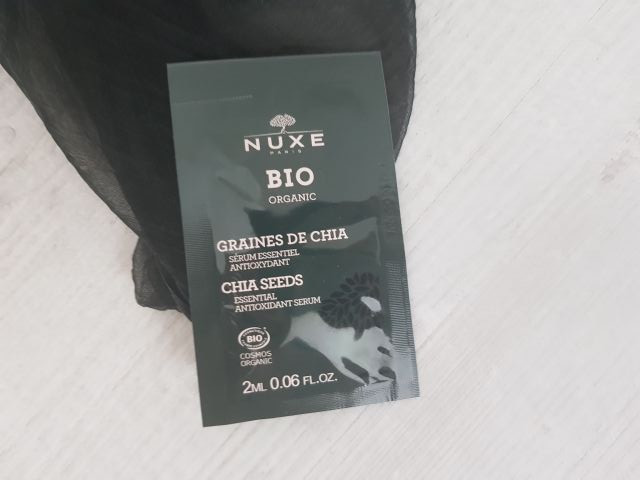 NUXE
PARIS
BIO
ORGANIC
GRAINES DE CHIA
SÉRUM ESSENTIEL
ANTIOXYDANT
CHIA SEEDS
ESSENTIAL
ANTIOXIDANT SERUM
BIO
COSMOS
ORGANIC
2ML 0.06 FL.OZ.